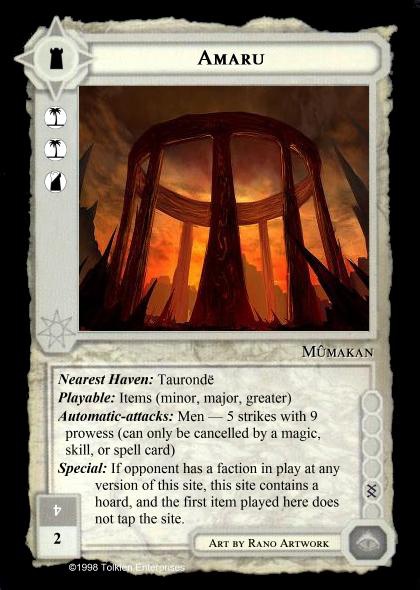 AMARU
MÛMAKAN
Nearest Haven: Taurondë
Playable: Items (minor, major, greater)
Automatic-attacks: Men — 5 strikes with 9
prowess (can only be cancelled by a magic,
skill, or spell card)
Special: If opponent has a faction in play at any
version of this site, this site contains a
hoard, and the first item played here does
not tap the site.
4
2
ART BY RANO ARTWORK
©1998 Tolkien Enterprises